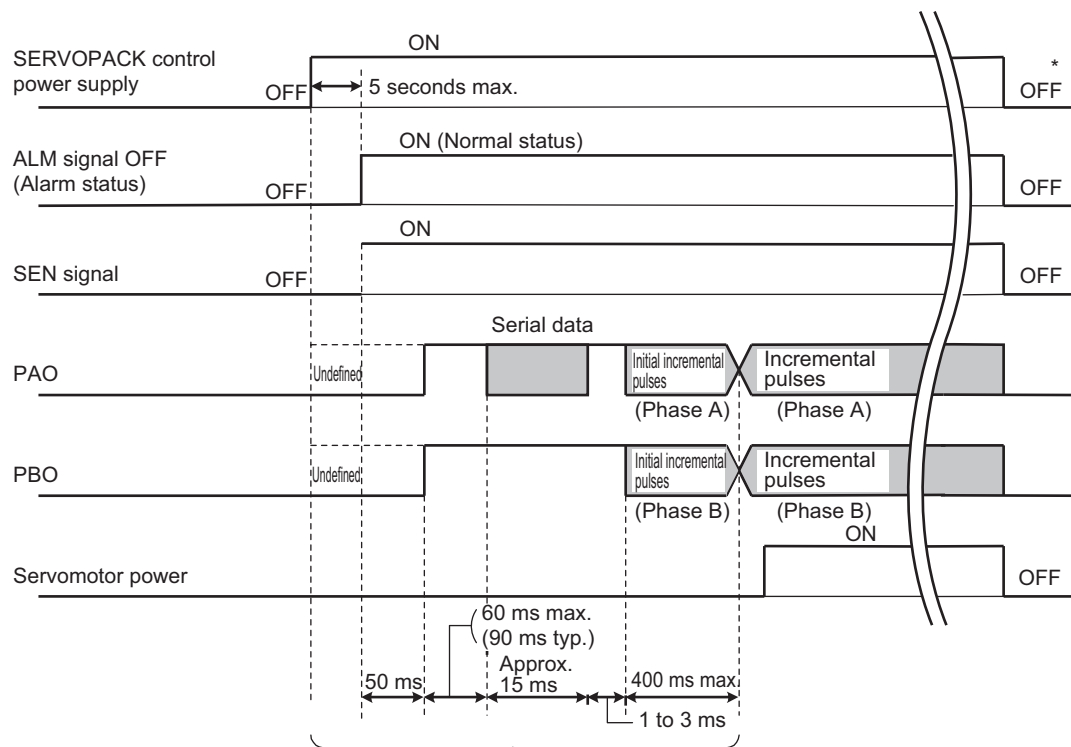 ON
SERVOPACK control
power supply
OFF
5 seconds max.
*
OFF
ON (Normal status)
ALM signal OFF
(Alarm status)
OFF
OFF
ON
SEN signal
OFF
OFF
Serial data
PAO
Undefined
Initial incremental
pulses
Incremental
pulses
(Phase A)
(Phase A)
PBO
Undefined
Initial incremental
pulses
Incremental
pulses
(Phase B)
(Phase B)
ON
Servomotor power
OFF
60 ms max.
(90 ms typ.)
Approx.
50 ms
15 ms
400 ms max.
1 to 3 ms